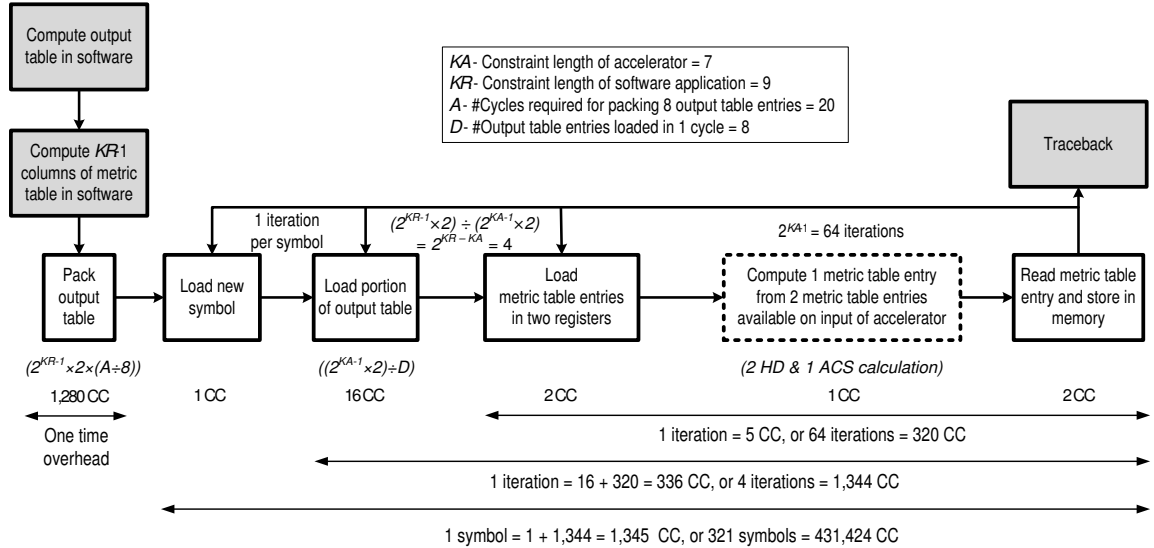 Compute output
table in software
KA- Constraint length of accelerator = 7
KR- Constraint length of software application = 9
A- #Cycles required for packing 8 output table entries = 20
D- #Output table entries loaded in 1 cycle = 8
Compute KR-1
columns of metric
table in software
Traceback
1 iteration
per symbol
(2^KR-1×2) ÷ (2^KA-1×2)
= 2^KR – KA = 4
2^KA-1 = 64 iterations
Pack
output
table
Load new
symbol
Load portion
of output table
Load
metric table entries
in two registers
Compute 1 metric table entry
from 2 metric table entries
available on input of accelerator
Read metric table
entry and store in
memory
(2^KR-1×2×(A÷8))
((2^KA-1×2)÷D)
(2 HD & 1 ACS calculation)
1,280 CC
1 CC
16 CC
2 CC
1 CC
2 CC
One time
overhead
1 iteration = 5 CC, or 64 iterations = 320 CC
1 iteration = 16 + 320 = 336 CC, or 4 iterations = 1,344 CC
1 symbol = 1 + 1,344 = 1,345 CC, or 321 symbols = 431,424 CC